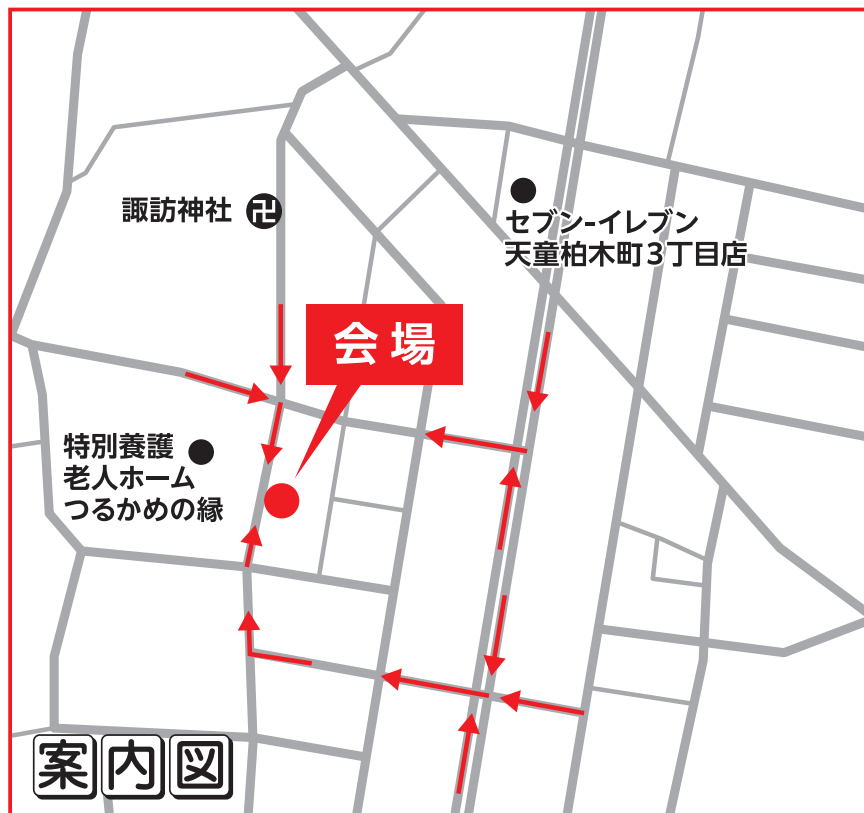 諏訪神社 卍
セブン-イレブン
天童柏木町3丁目店
会場
特別養護
老人ホーム
つるかめの縁
案内図